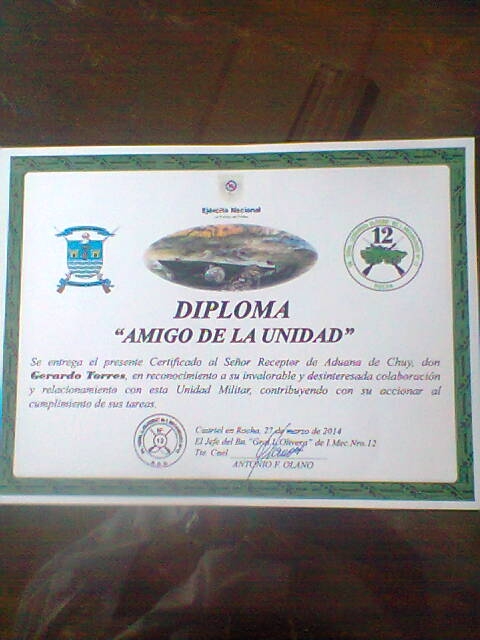 Ejército Nacional
12
DIPLOMA
“AMIGO DE LA UNIDAD”
Se entrega el presente Certificado al Señor Receptor de Aduana de Chuy, don
Gerardo Torres, en reconocimiento a su invalorable y desinteresada colaboración
y relacionamiento con esta Unidad Militar, contribuyendo con su accionar al
cumplimiento de sus tareas.
Cuartel en Rocha, 27 de marzo de 2014
El Jefe del Bn. "Gral L. Olivera" de I.Mec.Nro.12
Tte. Cnel
ANTONIO F. OLANO